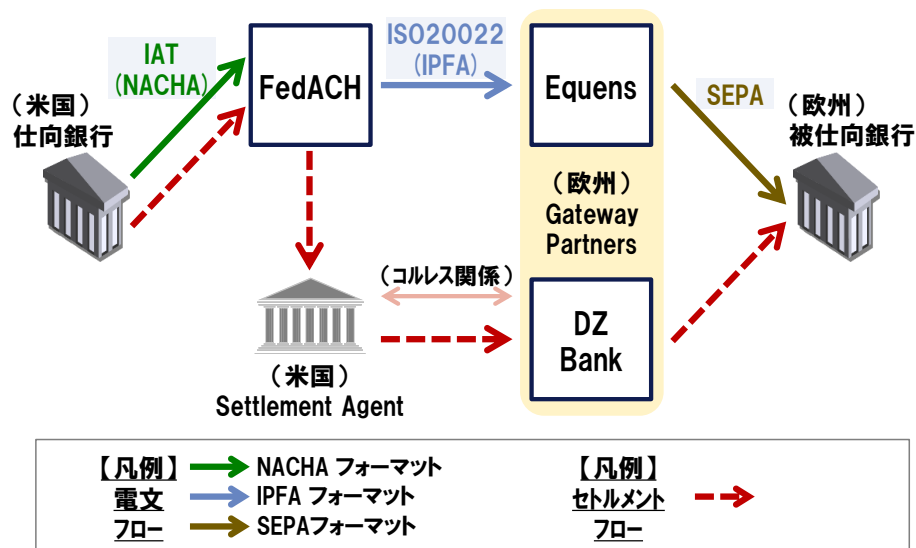 IAT
(NACHA)
FedACH
ISO20022
(IPFA)
Equens
SEPA
（米国）
仕向銀行
（欧州）
被仕向銀行
（欧州）
Gateway
Partners
（コルレス関係）
DZ
Bank
（米国）
Settlement Agent
【凡例】
電文
フロー
NACHA フォーマット
IPFA フォーマット
SEPAフォーマット
【凡例】
セトルメント
フロー